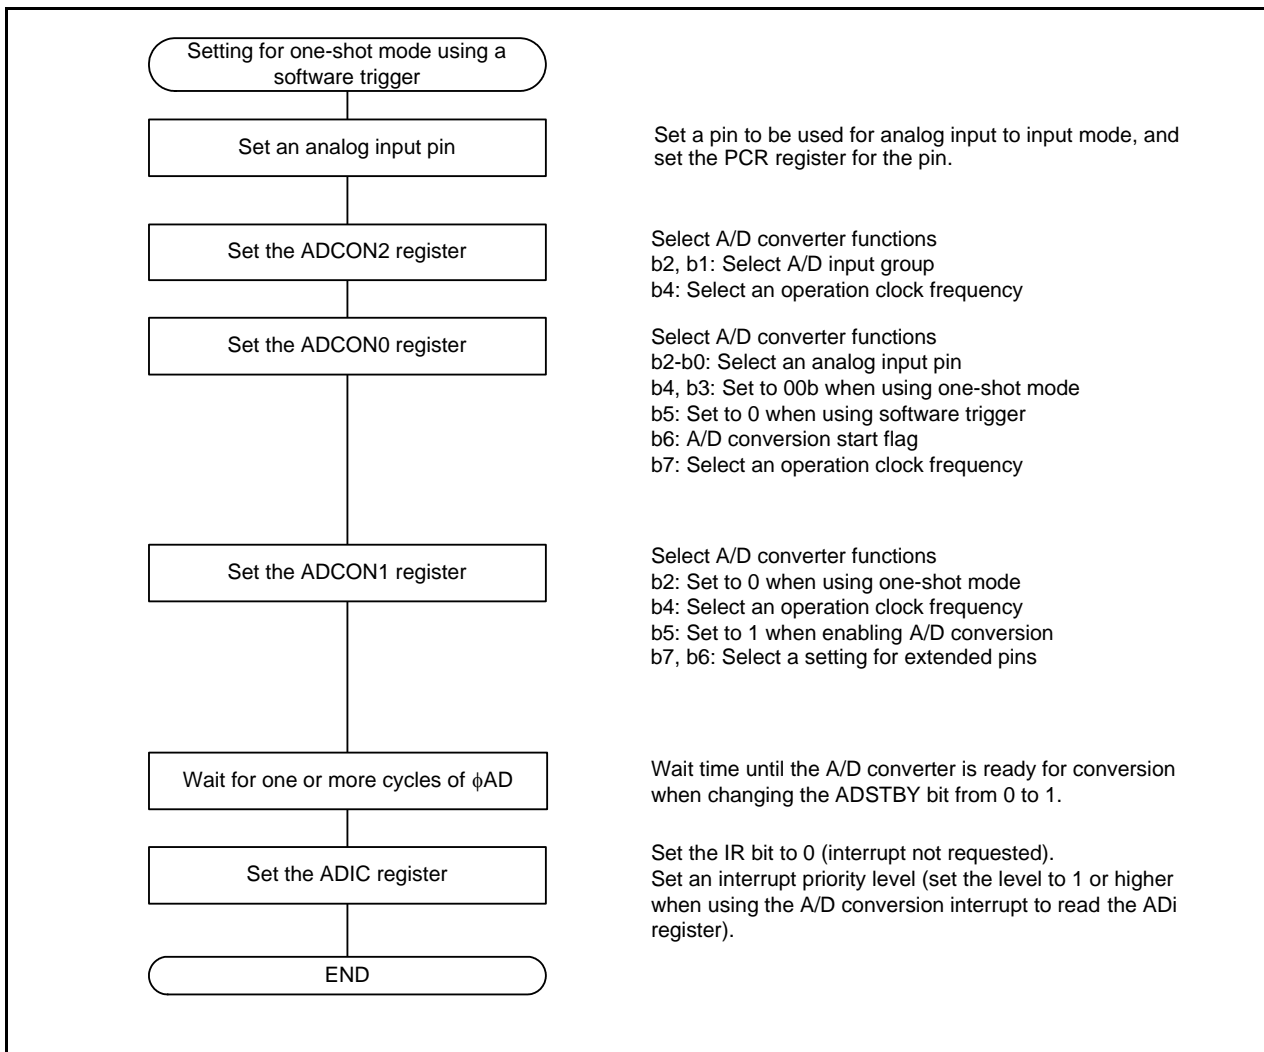 Setting for one-shot mode using a
software trigger
Set an analog input pin
Set a pin to be used for analog input to input mode, and
set the PCR register for the pin.
Set the ADCON2 register
Select A/D converter functions
b2, b1: Select A/D input group
b4: Select an operation clock frequency
Set the ADCON0 register
Select A/D converter functions
b2-b0: Select an analog input pin
b4, b3: Set to 00b when using one-shot mode
b5: Set to 0 when using software trigger
b6: A/D conversion start flag
b7: Select an operation clock frequency
Set the ADCON1 register
Select A/D converter functions
b2: Set to 0 when using one-shot mode
b4: Select an operation clock frequency
b5: Set to 1 when enabling A/D conversion
b7, b6: Select a setting for extended pins
Wait for one or more cycles of ϕAD
Wait time until the A/D converter is ready for conversion
when changing the ADSTBY bit from 0 to 1.
Set the ADIC register
Set the IR bit to 0 (interrupt not requested).
Set an interrupt priority level (set the level to 1 or higher
when using the A/D conversion interrupt to read the ADi
register).
END